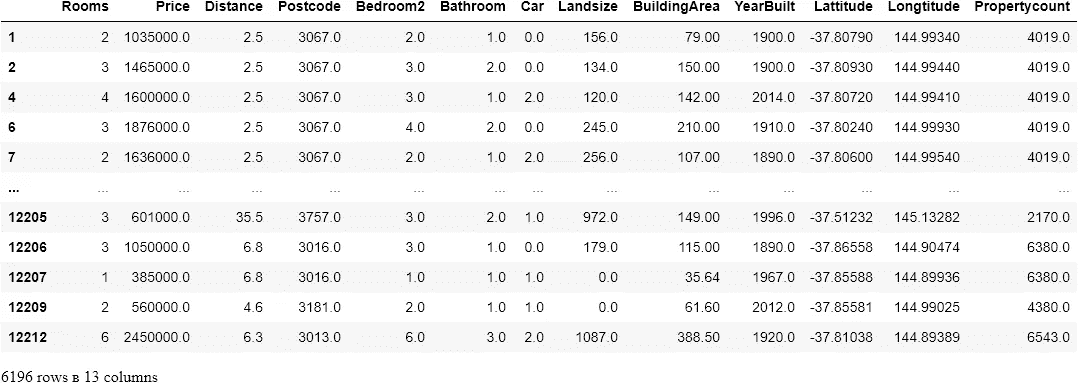 Rooms Price Distance Postcode Bedroom2 Bathroom Car Landsize BuildingArea YearBuilt Lattitude Longtitude Propertycount
1 2 1035000.0 2.5 3067.0 2.0 1.0 0.0 156.0 79.00 1900.0 -37.80790 144.99340 4019.0
2 3 1465000.0 2.5 3067.0 3.0 2.0 0.0 134.0 150.00 1900.0 -37.80930 144.99440 4019.0
4 4 1600000.0 2.5 3067.0 3.0 1.0 2.0 120.0 142.00 2014.0 -37.80720 144.99410 4019.0
6 3 1876000.0 2.5 3067.0 4.0 2.0 0.0 245.0 210.00 1910.0 -37.80240 144.99930 4019.0
7 2 1636000.0 2.5 3067.0 2.0 1.0 2.0 256.0 107.00 1890.0 -37.80600 144.99540 4019.0
... ... ... ... ... ... ... ... ... ... ... ... ... ...
12205 3 601000.0 35.5 3757.0 3.0 2.0 1.0 972.0 149.00 1996.0 -37.51232 145.13282 2170.0
12206 3 1050000.0 6.8 3016.0 3.0 1.0 0.0 179.0 115.00 1890.0 -37.86558 144.90474 6380.0
12207 1 385000.0 6.8 3016.0 1.0 1.0 1.0 0.0 35.64 1967.0 -37.85588 144.89936 6380.0
12209 2 560000.0 4.6 3181.0 2.0 1.0 1.0 0.0 61.60 2012.0 -37.85581 144.99025 4380.0
12212 6 2450000.0 6.3 3013.0 6.0 3.0 2.0 1087.0 388.50 1920.0 -37.81038 144.89389 6543.0
6196 rows в 13 columns